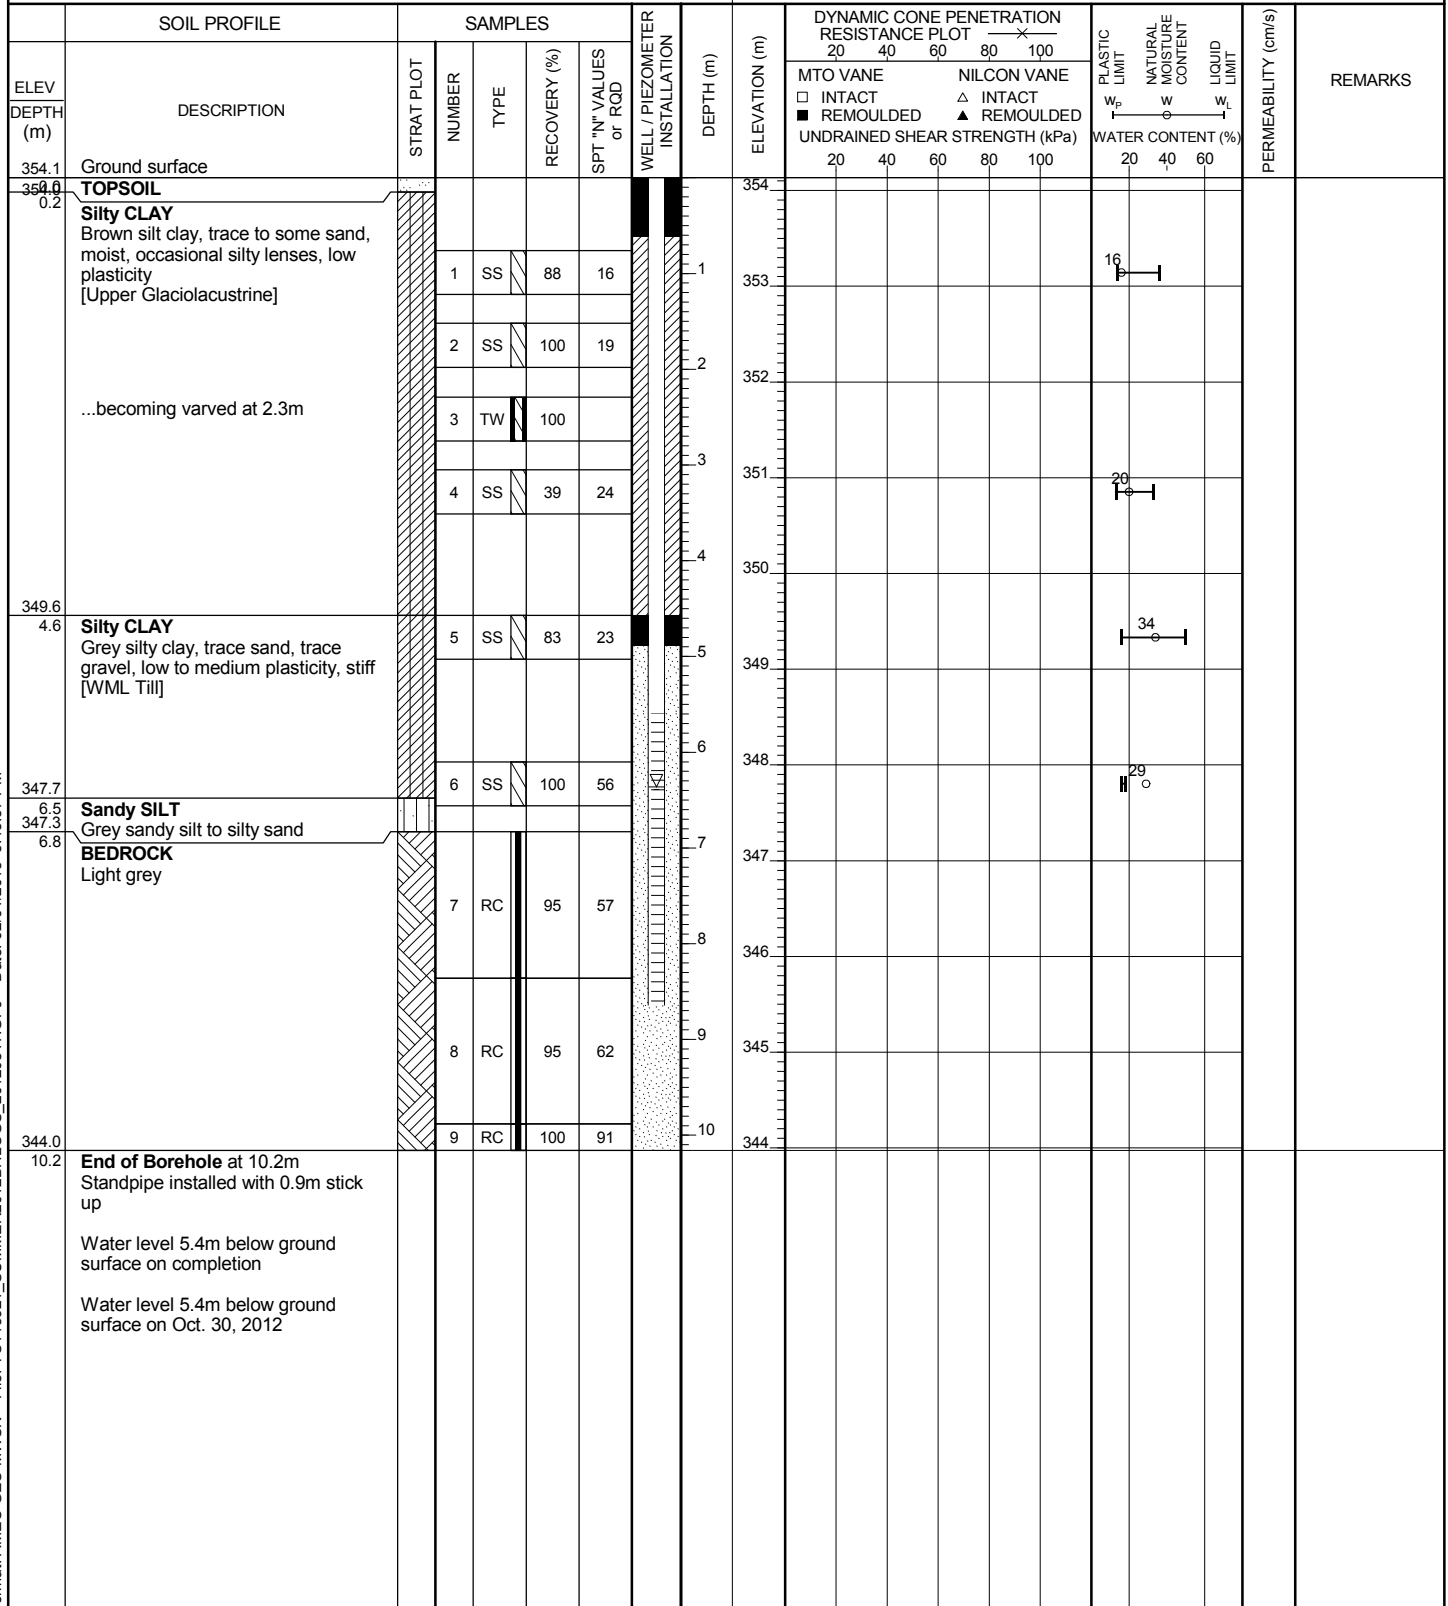 SOIL PROFILE
SAMPLES
ELEV
DEPTH
(m)
DESCRIPTION
STRAT PLOT
NUMBER
TYPE
RECOVERY (%)
SPT "N" VALUES
or RQD
WELL / PIEZOMETER
INSTALLATION
DEPTH (m)
ELEVATION (m)
DYNAMIC CONE PENETRATION
RESISTANCE PLOT
20 40 60 80 100
MTO VANE NILCON VANE
INTACT INTACT
REMOULDED REMOULDED
UNDRAINED SHEAR STRENGTH (kPa)
20 40 60 80 100
PLASTIC
LIMIT
NATURAL
MOISTURE
CONTENT
LIQUID
LIMIT
WP W WL
WATER CONTENT (%)
20 40 60
PERMEABILITY (cm/s)
REMARKS
354.1 Ground surface
0.0
354.0 TOPSOIL
0.2 Silty CLAY
Brown silt clay, trace to some sand,
moist, occasional silty lenses, low
plasticity
[Upper Glaciolacustrine]
...becoming varved at 2.3m
349.6
4.6 Silty CLAY
Grey silty clay, trace sand, trace
gravel, low to medium plasticity, stiff
[WML Till]
347.7
6.5 Sandy SILT
347.3 Grey sandy silt to silty sand
6.8 BEDROCK
Light grey
344.0
10.2 End of Borehole at 10.2m
Standpipe installed with 0.9m stick
up
Water level 5.4m below ground
surface on completion
Water level 5.4m below ground
surface on Oct. 30, 2012
1 SS 88 16
2 SS 100 19
3 TW 100
4 SS 39 24
5 SS 83 23
6 SS 100 56
7 RC 95 57
8 RC 95 62
9 RC 100 91
1
2
3
4
5
6
7
8
9
10
354
353
352
351
350
349
348
347
346
345
344
16
20
34
29